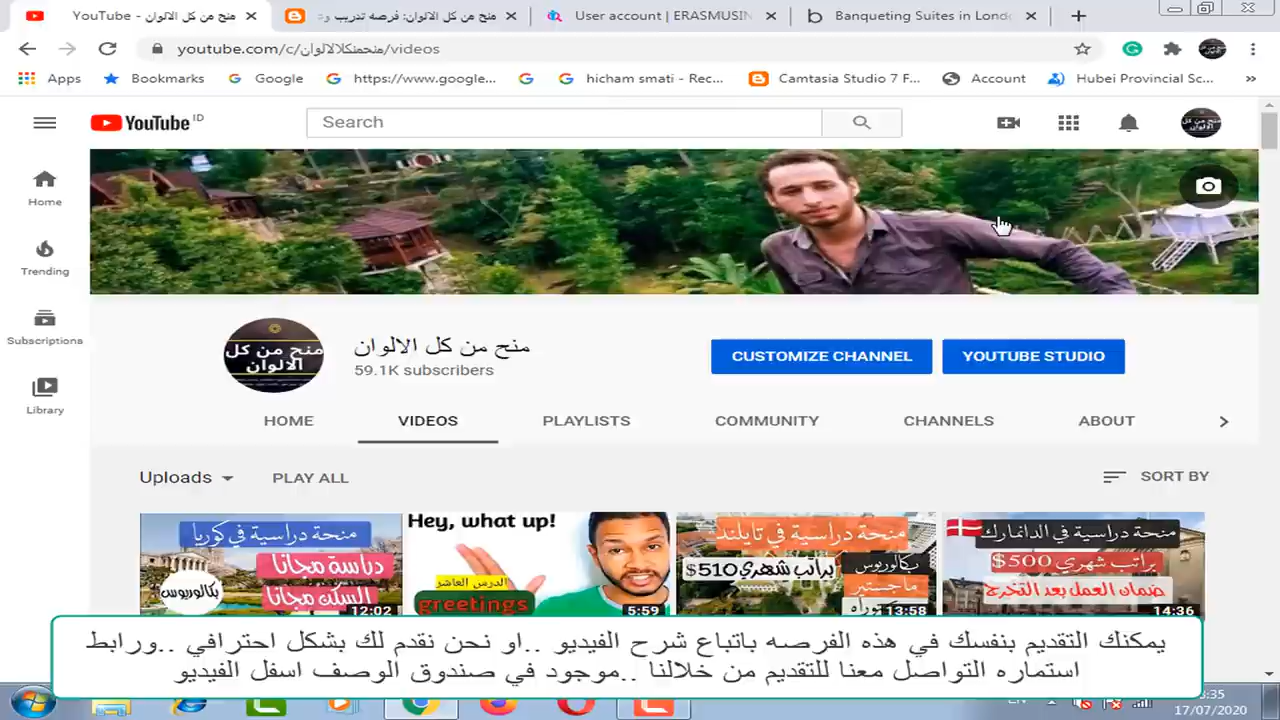 YouTube - منح من كل الالوان
منح من كل الالوان: فرصه تدريب
User account | ERASMUSIN
Banqueting Suites in Lond
youtube.com/c/منحمنكلالالوان/videos
Apps
Bookmarks
Google
https://www.google...
hicham smati - Rec...
Camtasia Studio 7 F...
Account
Hubei Provincial Sc...
YouTube ID
Search
Home
Trending
Subscriptions
Library
منح من كل
الالوان
منح من كل الالوان
59.1K subscribers
CUSTOMIZE CHANNEL
YOUTUBE STUDIO
HOME
VIDEOS
PLAYLISTS
COMMUNITY
CHANNELS
ABOUT
Uploads
PLAY ALL
SORT BY
منحة دراسية في كوريا
دراسة مجانا
السكن مجانا
بكالوريوس
12:02
Hey, what up!
الدرس العاشر
greetings
5:59
منحة دراسية في تايلند
براتب شهري 510$
بكالوريوس
ماجستير
13:58
منحة دراسية في الدانمارك
براتب شهري 500$
ضمان العمل بعد التخرج
14:36
يمكنك التقديم بنفسك في هذه الفرصه باتباع شرح الفيديو ..او نحن نقدم لك بشكل احترافي ..ورابط
استماره التواصل معنا للتقديم من خلالنا ..موجود في صندوق الوصف اسفل الفيديو
:35
17/07/2020